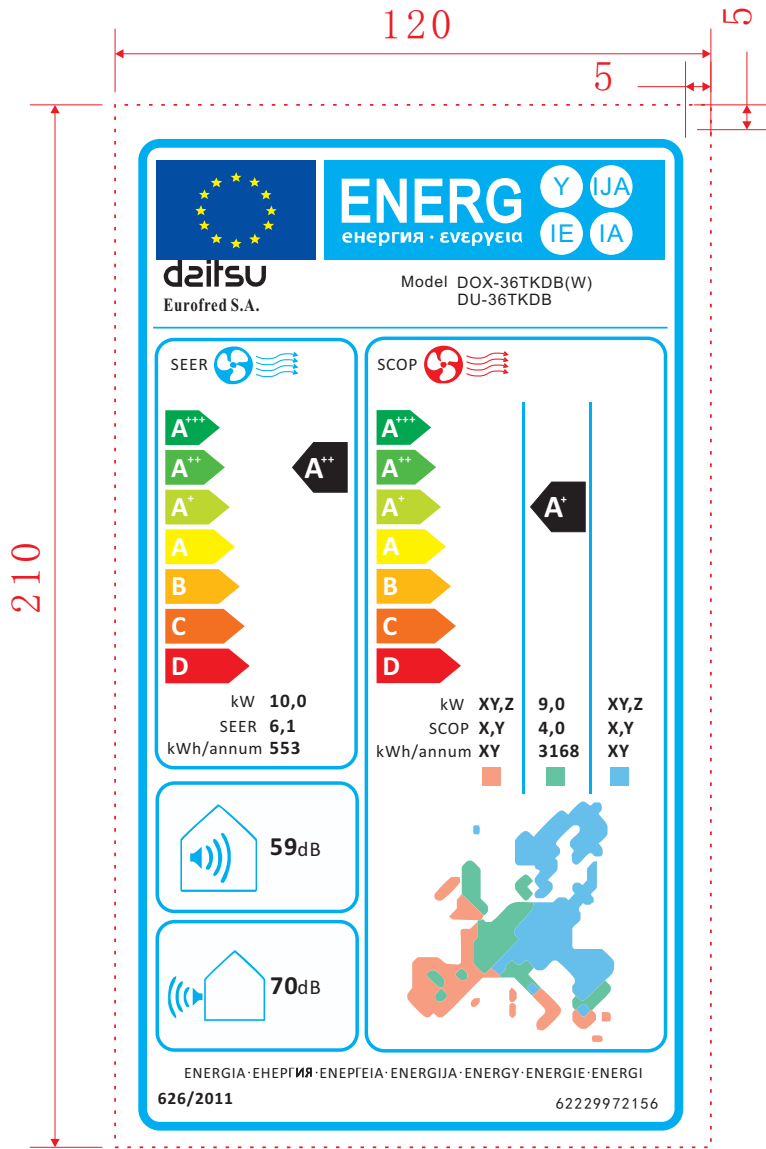 120
5
5
210
ENERG
енергия · ενεργεια
Y IJA
IE IA
daitsu
Eurofred S.A.
Model DOX-36TKDB(W)
DU-36TKDB
SEER
A+++
A++
A+
A
B
C
D
A++
kW 10,0
SEER 6,1
kWh/annum 553
SCOP
A+++
A++
A+
A
B
C
D
A+
kW XY,Z 9,0 XY,Z
SCOP X,Y 4,0 X,Y
kWh/annum XY 3168 XY
59dB
70dB
ENERGIA·ЕНЕРГИЯ·ΕΝΕΡΓΕΙΑ·ENERGIJA·ENERGY·ENERGIE·ENERGI
626/2011
62229972156